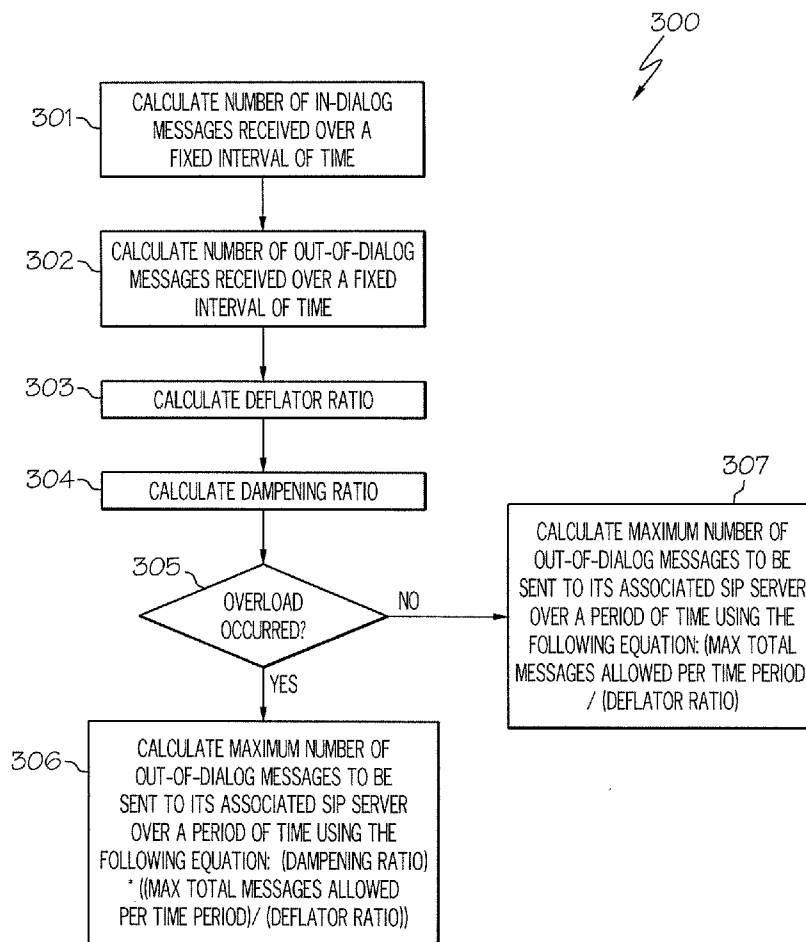 300
301
CALCULATE NUMBER OF IN-DIALOG
MESSAGES RECEIVED OVER A
FIXED INTERVAL OF TIME
302
CALCULATE NUMBER OF OUT-OF-DIALOG
MESSAGES RECEIVED OVER A FIXED
INTERVAL OF TIME
303
CALCULATE DEFLATOR RATIO
304
CALCULATE DAMPENING RATIO
305
OVERLOAD
OCCURRED?
NO
YES
307
CALCULATE MAXIMUM NUMBER OF
OUT-OF-DIALOG MESSAGES TO BE
SENT TO ITS ASSOCIATED SIP SERVER
OVER A PERIOD OF TIME USING THE
FOLLOWING EQUATION: (MAX TOTAL
MESSAGES ALLOWED PER TIME PERIOD)
/ (DEFLATOR RATIO)
306
CALCULATE MAXIMUM NUMBER OF
OUT-OF-DIALOG MESSAGES TO BE
SENT TO ITS ASSOCIATED SIP SERVER
OVER A PERIOD OF TIME USING THE
FOLLOWING EQUATION: (DAMPENING RATIO)
* ((MAX TOTAL MESSAGES ALLOWED
PER TIME PERIOD)/ (DEFLATOR RATIO))